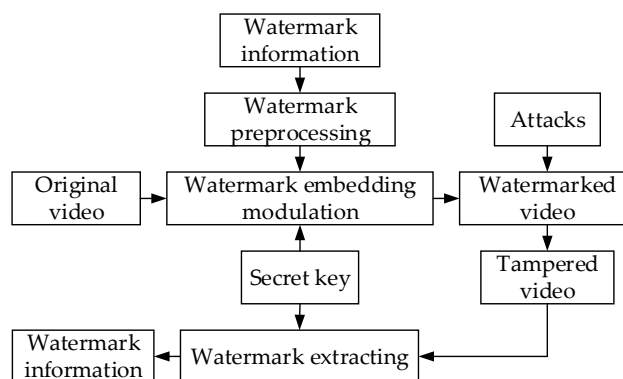 Watermark
information
Watermark
preprocessing
Attacks
Original
video
Watermark embedding
modulation
Watermarked
video
Secret key
Tampered
video
Watermark
information
Watermark extracting